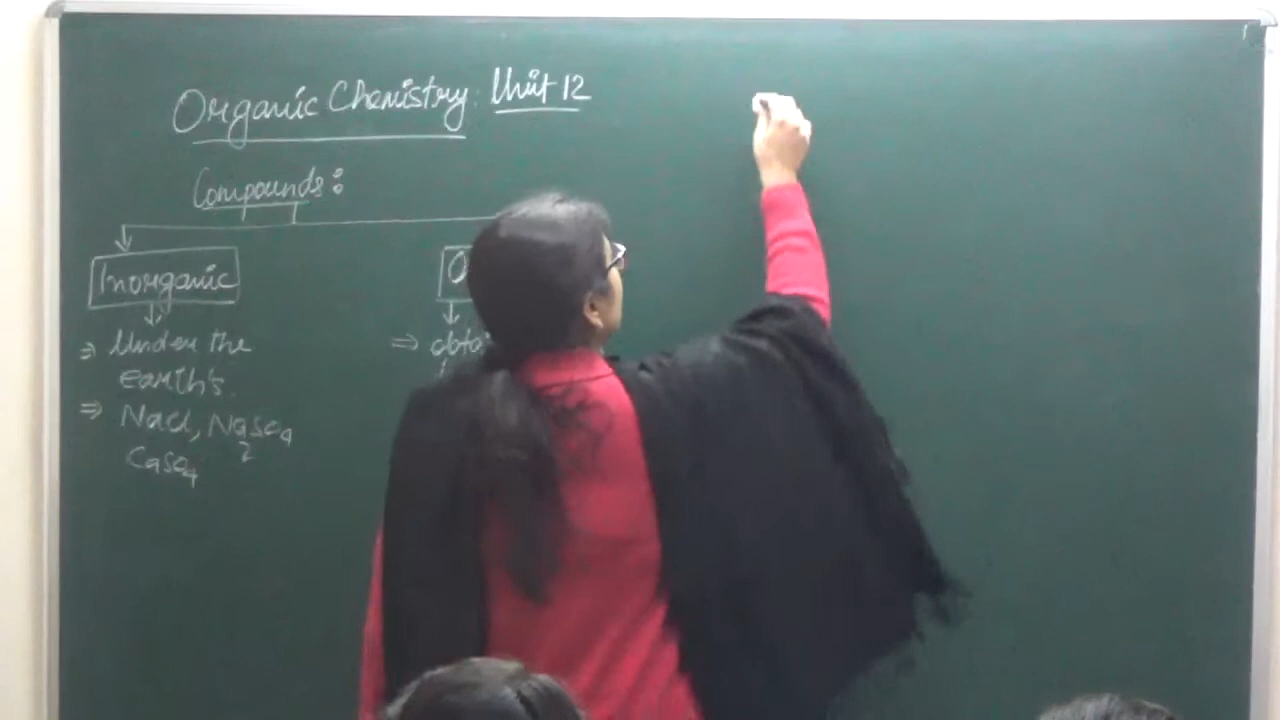 Organic Chemistry: Unit 12
Compounds:
Inorganic
⇒ Under the
earth's.
⇒ NaCl, Na2SO4
CaSO4
⇒ obta